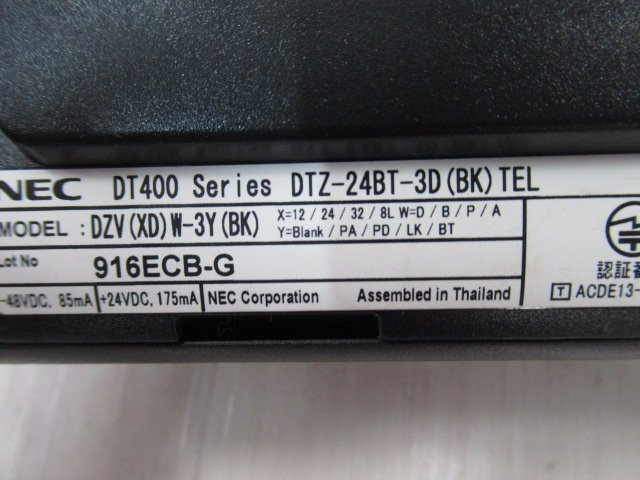 NEC DT400 Series DTZ-24BT-3D(BK)TEL
MODEL : DZV(XD)W-3Y(BK) X=12 / 24 / 32 / 8L W=D / B / P / A
Y=Blank / PA / PD / LK / BT
Lot No 916ECB-G
-48VDC, 85mA +24VDC, 175mA NEC Corporation Assembled in Thailand
認証番
T ACDE13-